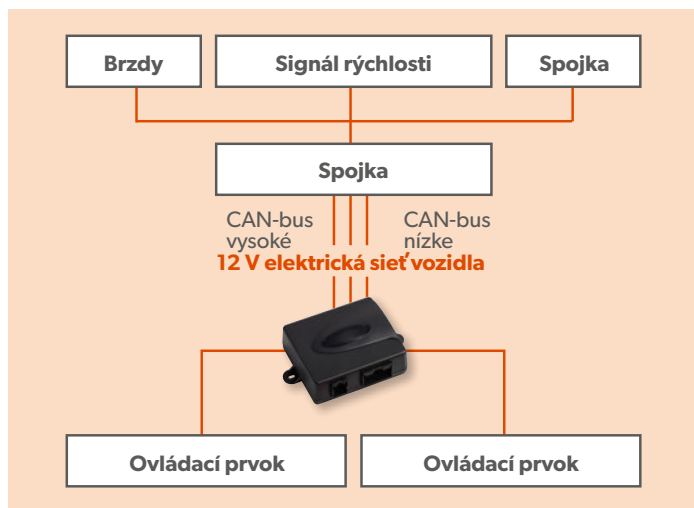 Brzdy
Signál rýchlosti
Spojka
Spojka
CAN-bus
vysoké
CAN-bus
nízke
12 V elektrická sieť vozidla
Ovládací prvok
Ovládací prvok